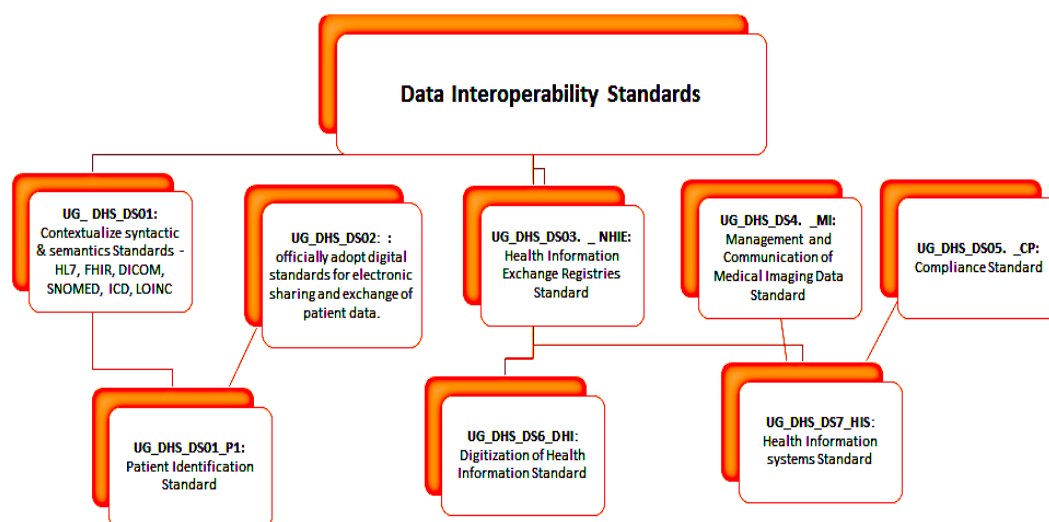 Data Interoperability Standards
UG_ DHS_DS01:
Contextualize syntactic
& semantics Standards -
HL7, FHIR, DICOM,
SNOMED, ICD, LOINC
UG_DHS_DS02: :
officially adopt digital
standards for electronic
sharing and exchange of
patient data.
UG_DHS_DS03. _ NHIE:
Health Information
Exchange Registries
Standard
UG_DHS_DS4. _MI:
Management and
Communication of
Medical Imaging Data
Standard
UG_DHS_DS05. _CP:
Compliance Standard
UG_DHS_DS01_P1:
Patient Identification
Standard
UG_DHS_DS6_DHI:
Digitization of Health
Information Standard
UG_DHS_DS7_HIS:
Health Information
systems Standard